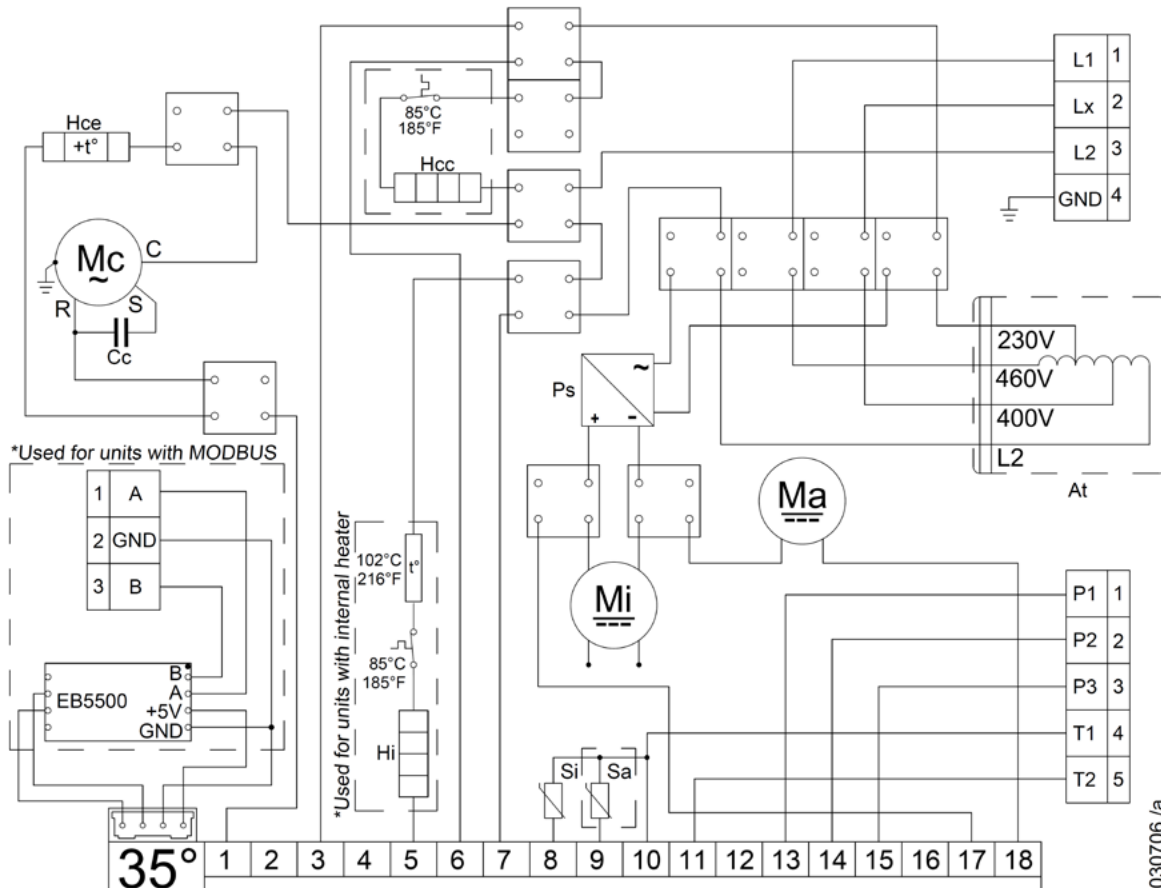 L1 1
Lx 2
L2 3
GND 4
85°C
185°F
Hcc
Hce
+t°
Mc
~
C
R
S
Cc
230V
460V
400V
L2
At
Ps
~
+ -
Ma
Mi
*Used for units with MODBUS
1 A
2 GND
3 B
EB5500
B
A
+5V
GND
*Used for units with internal heater
102°C
216°F
t°
85°C
185°F
Hi
Si
Sa
P1 1
P2 2
P3 3
T1 4
T2 5
35° 1 2 3 4 5 6 7 8 9 10 11 12 13 14 15 16 17 18
030706 /a